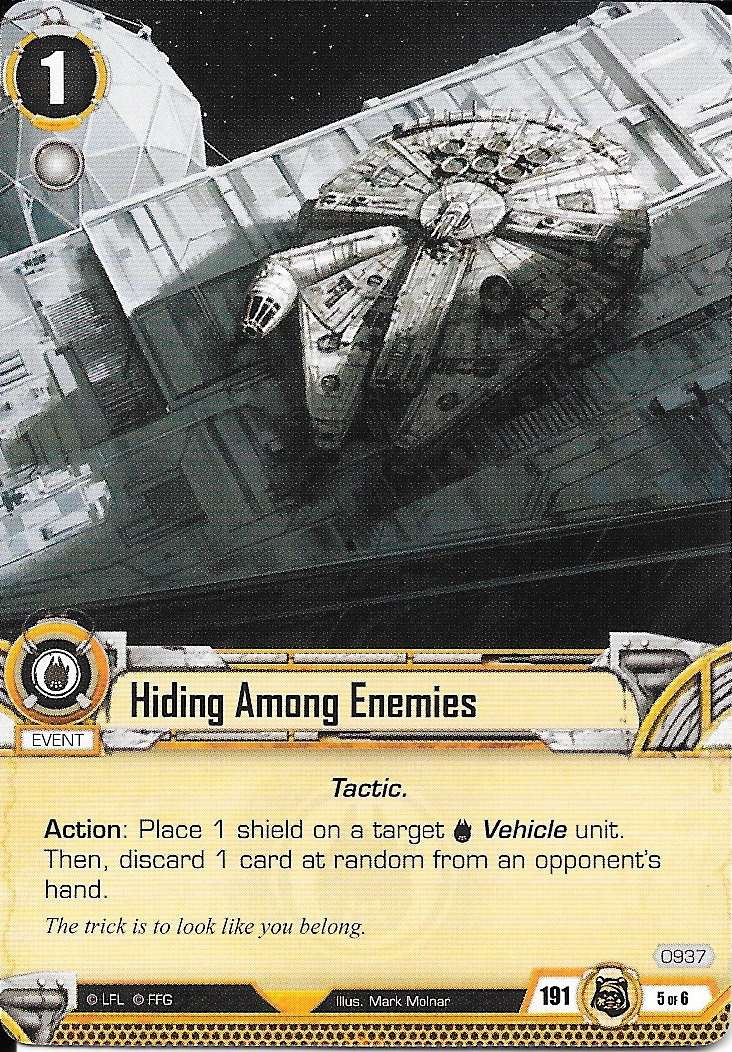 1
Hiding Among Enemies
EVENT
Tactic.
Action: Place 1 shield on a target Vehicle unit.
Then, discard 1 card at random from an opponent's
hand.
The trick is to look like you belong.
0937
© LFL © FFG
Illus. Mark Molnar
191
5 OF 6